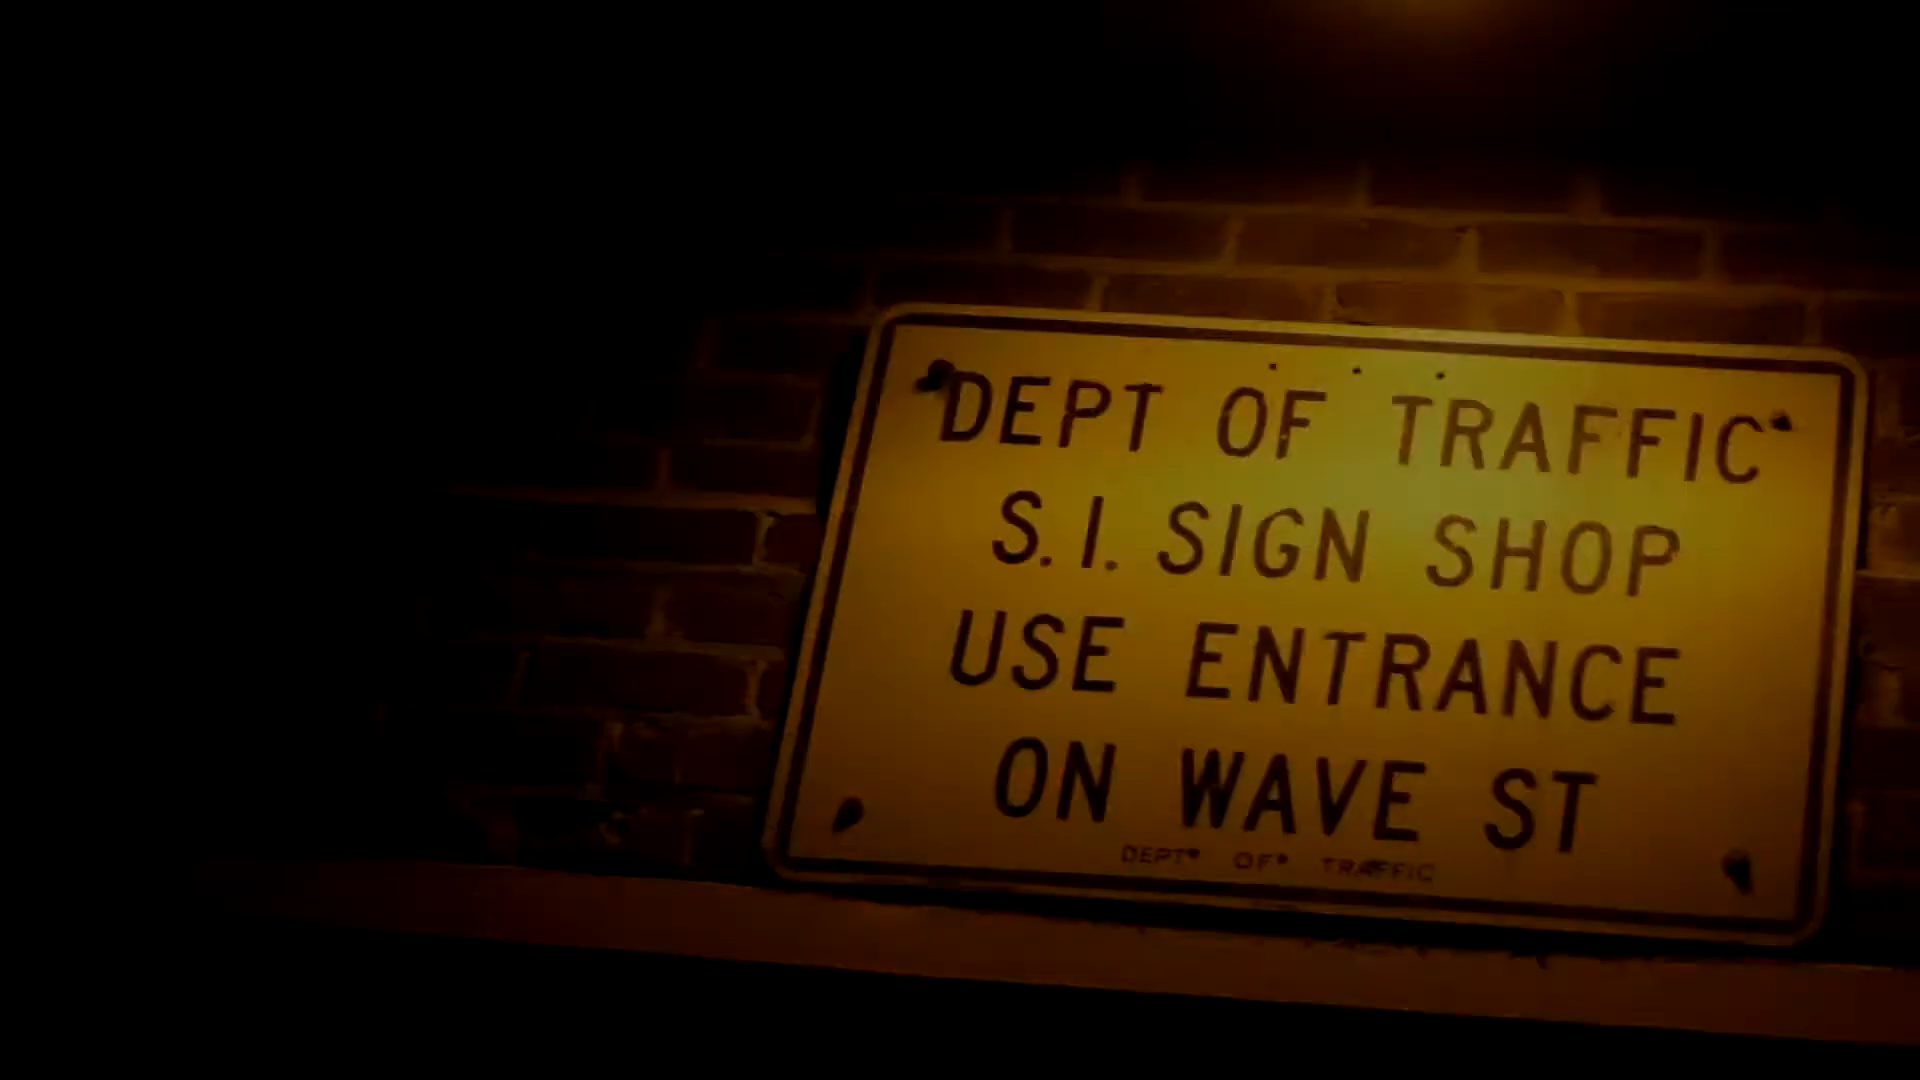 DEPT OF TRAFFIC
S. I. SIGN SHOP
USE ENTRANCE
ON WAVE ST
DEPT OF TRAFFIC